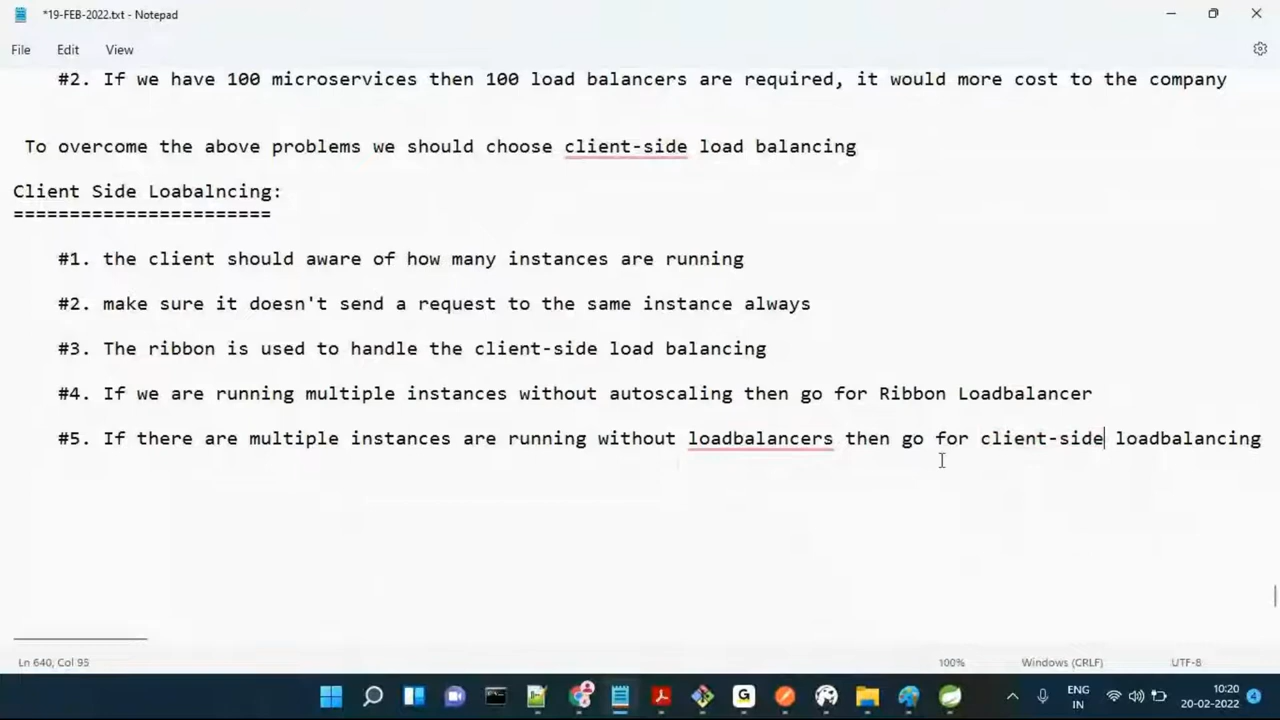 *19-FEB-2022.txt - Notepad
File Edit View
#2. If we have 100 microservices then 100 load balancers are required, it would more cost to the company
To overcome the above problems we should choose client-side load balancing
Client Side Loabalncing:
=======================
#1. the client should aware of how many instances are running
#2. make sure it doesn't send a request to the same instance always
#3. The ribbon is used to handle the client-side load balancing
#4. If we are running multiple instances without autoscaling then go for Ribbon Loadbalancer
#5. If there are multiple instances are running without loadbalancers then go for client-side loadbalancing
Ln 640, Col 95 100% Windows (CRLF) UTF-8
ENG 10:20
IN 20-02-2022 4